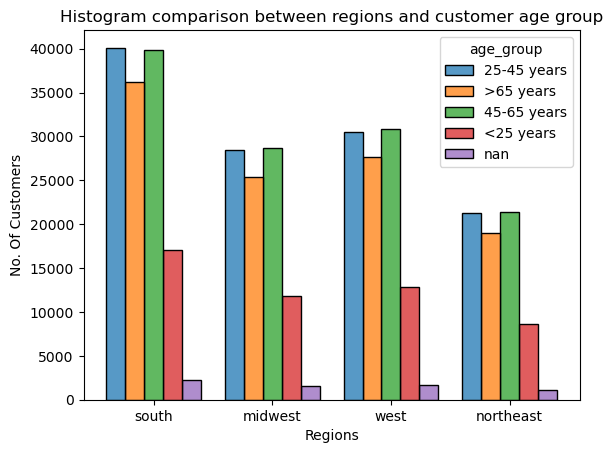 Histogram comparison between regions and customer age group
No. Of Customers
40000
35000
30000
25000
20000
15000
10000
5000
0
age_group
25-45 years
>65 years
45-65 years
<25 years
nan
south midwest west northeast
Regions